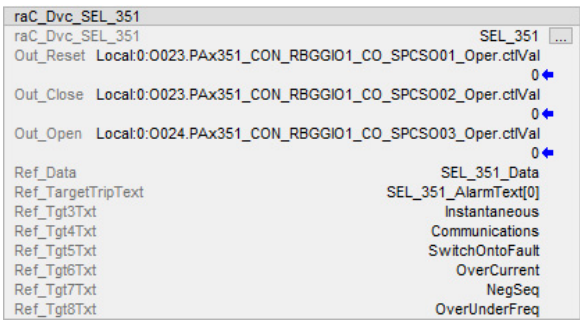 raC_Dvc_SEL_351
raC_Dvc_SEL_351 SEL_351 ...
Out_Reset Local:0:O023.PAx351_CON_RBGGIO1_CO_SPCSO01_Oper.ctlVal
0
Out_Close Local:0:O023.PAx351_CON_RBGGIO1_CO_SPCSO02_Oper.ctlVal
0
Out_Open Local:0:O024.PAx351_CON_RBGGIO1_CO_SPCSO03_Oper.ctlVal
0
Ref_Data SEL_351_Data
Ref_TargetTripText SEL_351_AlarmText[0]
Ref_Tgt3Txt Instantaneous
Ref_Tgt4Txt Communications
Ref_Tgt5Txt SwitchOntoFault
Ref_Tgt6Txt OverCurrent
Ref_Tgt7Txt NegSeq
Ref_Tgt8Txt OverUnderFreq